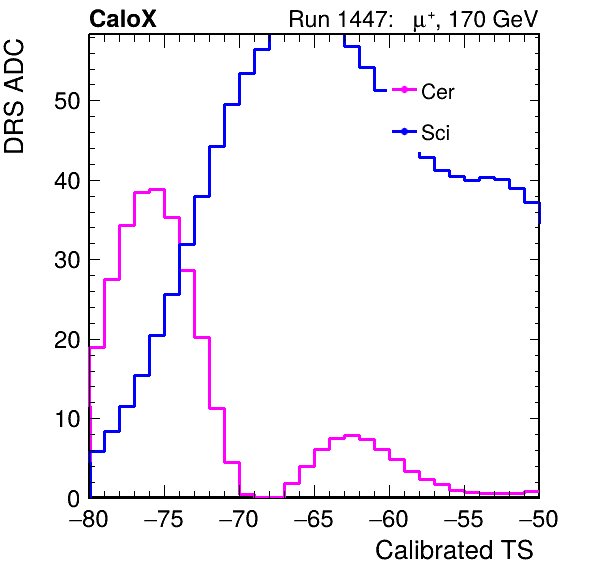 CaloX Run 1447: μ⁺, 170 GeV
DRS ADC
50
40
30
20
10
0
Cer
Sci
−80 −75 −70 −65 −60 −55 −50
Calibrated TS